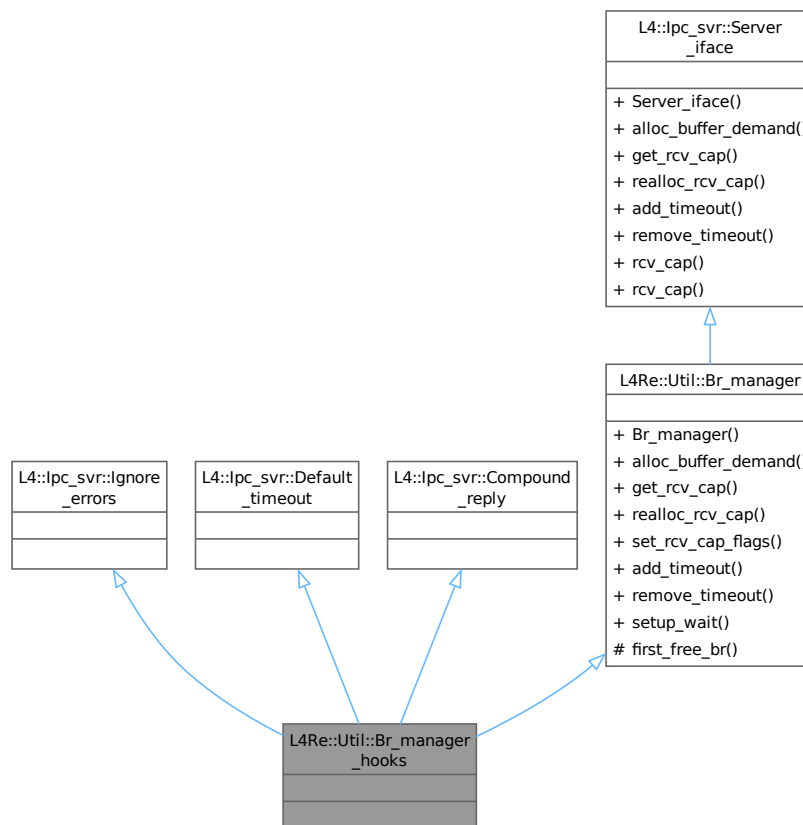 L4::Ipc_svr::Server
_iface
+ Server_iface()
+ alloc_buffer_demand()
+ get_rcv_cap()
+ realloc_rcv_cap()
+ add_timeout()
+ remove_timeout()
+ rcv_cap()
+ rcv_cap()
L4Re::Util::Br_manager
+ Br_manager()
+ alloc_buffer_demand()
+ get_rcv_cap()
+ realloc_rcv_cap()
+ set_rcv_cap_flags()
+ add_timeout()
+ remove_timeout()
+ setup_wait()
# first_free_br()
L4::Ipc_svr::Ignore
_errors
L4::Ipc_svr::Default
_timeout
L4::Ipc_svr::Compound
_reply
L4Re::Util::Br_manager
_hooks